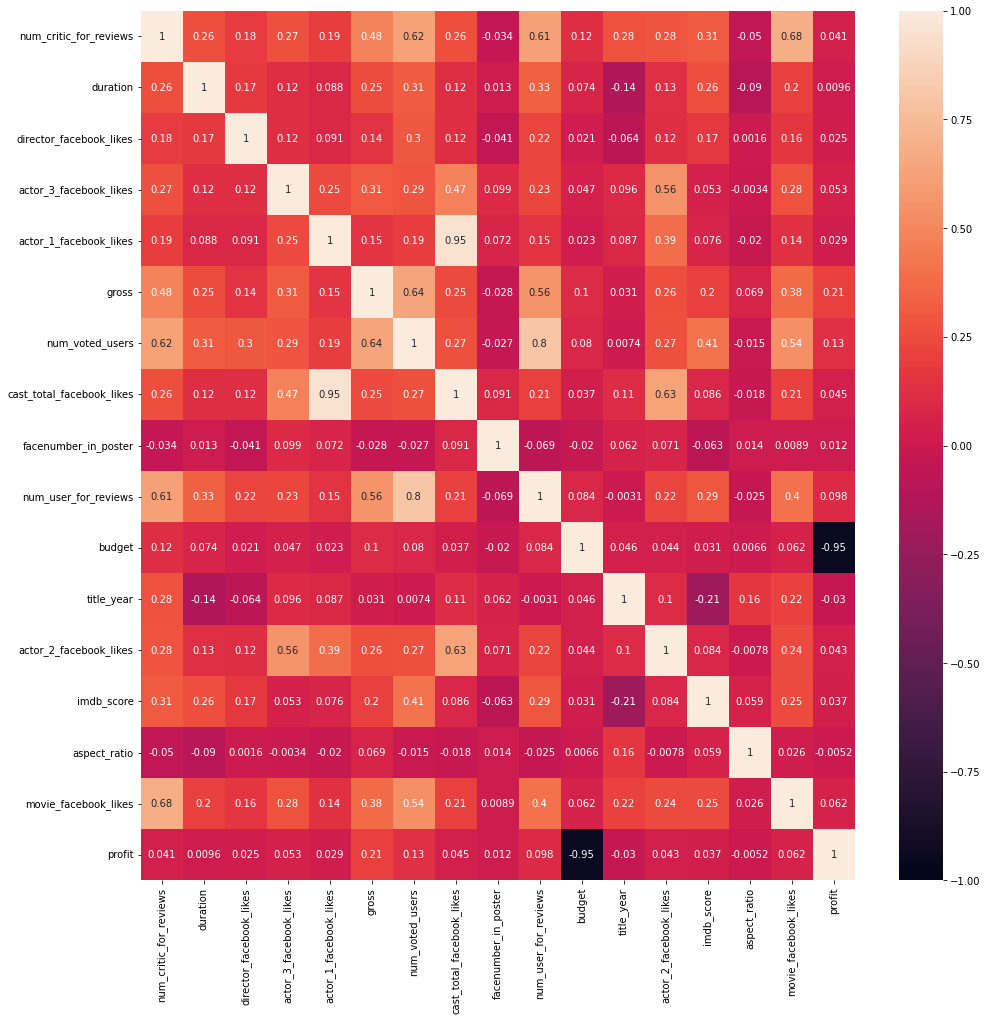 num_critic_for_reviews 1 0.26 0.18 0.27 0.19 0.48 0.62 0.26 -0.034 0.61 0.12 0.28 0.28 0.31 -0.05 0.68 0.041
duration 0.26 1 0.17 0.12 0.088 0.25 0.31 0.12 0.013 0.33 0.074 -0.14 0.13 0.26 -0.09 0.2 0.0096
director_facebook_likes 0.18 0.17 1 0.12 0.091 0.14 0.3 0.12 -0.041 0.22 0.021 -0.064 0.12 0.17 0.0016 0.16 0.025
actor_3_facebook_likes 0.27 0.12 0.12 1 0.25 0.31 0.29 0.47 0.099 0.23 0.047 0.096 0.56 0.053 -0.0034 0.28 0.053
actor_1_facebook_likes 0.19 0.088 0.091 0.25 1 0.15 0.19 0.95 0.072 0.15 0.023 0.087 0.39 0.076 -0.02 0.14 0.029
gross 0.48 0.25 0.14 0.31 0.15 1 0.64 0.25 -0.028 0.56 0.1 0.031 0.26 0.2 0.069 0.38 0.21
num_voted_users 0.62 0.31 0.3 0.29 0.19 0.64 1 0.27 -0.027 0.8 0.08 0.0074 0.27 0.41 -0.015 0.54 0.13
cast_total_facebook_likes 0.26 0.12 0.12 0.47 0.95 0.25 0.27 1 0.091 0.21 0.037 0.11 0.63 0.086 -0.018 0.21 0.045
facenumber_in_poster -0.034 0.013 -0.041 0.099 0.072 -0.028 -0.027 0.091 1 -0.069 -0.02 0.062 0.071 -0.063 0.014 0.0089 0.012
num_user_for_reviews 0.61 0.33 0.22 0.23 0.15 0.56 0.8 0.21 -0.069 1 0.084 -0.0031 0.22 0.29 -0.025 0.4 0.098
budget 0.12 0.074 0.021 0.047 0.023 0.1 0.08 0.037 -0.02 0.084 1 0.046 0.044 0.031 0.0066 0.062 -0.95
title_year 0.28 -0.14 -0.064 0.096 0.087 0.031 0.0074 0.11 0.062 -0.0031 0.046 1 0.1 -0.21 0.16 0.22 -0.03
actor_2_facebook_likes 0.28 0.13 0.12 0.56 0.39 0.26 0.27 0.63 0.071 0.22 0.044 0.1 1 0.084 -0.0078 0.24 0.043
imdb_score 0.31 0.26 0.17 0.053 0.076 0.2 0.41 0.086 -0.063 0.29 0.031 -0.21 0.084 1 0.059 0.25 0.037
aspect_ratio -0.05 -0.09 0.0016 -0.0034 -0.02 0.069 -0.015 -0.018 0.014 -0.025 0.0066 0.16 -0.0078 0.059 1 0.026 -0.0052
movie_facebook_likes 0.68 0.2 0.16 0.28 0.14 0.38 0.54 0.21 0.0089 0.4 0.062 0.22 0.24 0.25 0.026 1 0.062
profit 0.041 0.0096 0.025 0.053 0.029 0.21 0.13 0.045 0.012 0.098 -0.95 -0.03 0.043 0.037 -0.0052 0.062 1
num_critic_for_reviews
duration
director_facebook_likes
actor_3_facebook_likes
actor_1_facebook_likes
gross
num_voted_users
cast_total_facebook_likes
facenumber_in_poster
num_user_for_reviews
budget
title_year
actor_2_facebook_likes
imdb_score
aspect_ratio
movie_facebook_likes
profit
1.00
0.75
0.50
0.25
0.00
−0.25
−0.50
−0.75
−1.00